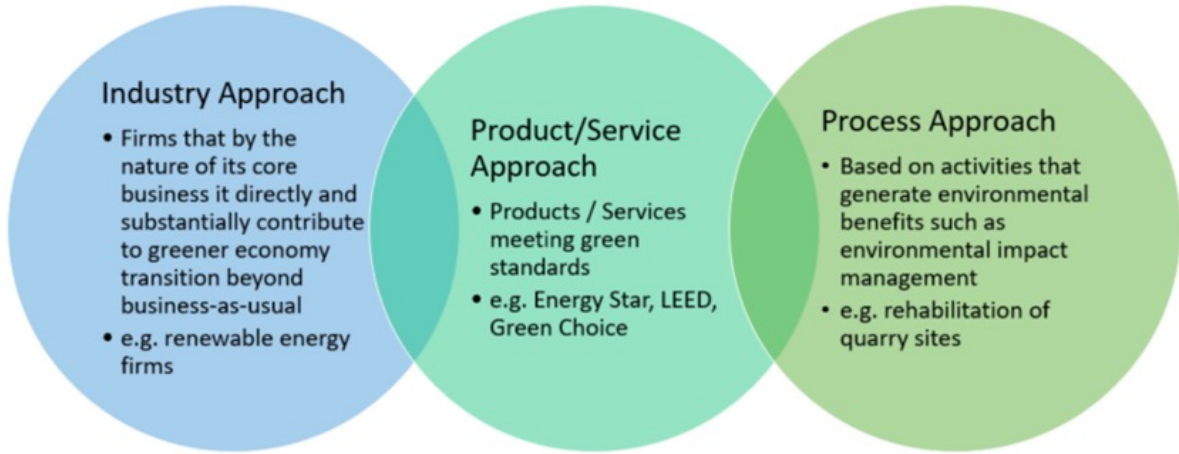 Industry Approach
• Firms that by the
nature of its core
business it directly and
substantially contribute
to greener economy
transition beyond
business-as-usual
• e.g. renewable energy
firms
Product/Service
Approach
• Products / Services
meeting green
standards
• e.g. Energy Star, LEED,
Green Choice
Process Approach
• Based on activities that
generate environmental
benefits such as
environmental impact
management
• e.g. rehabilitation of
quarry sites